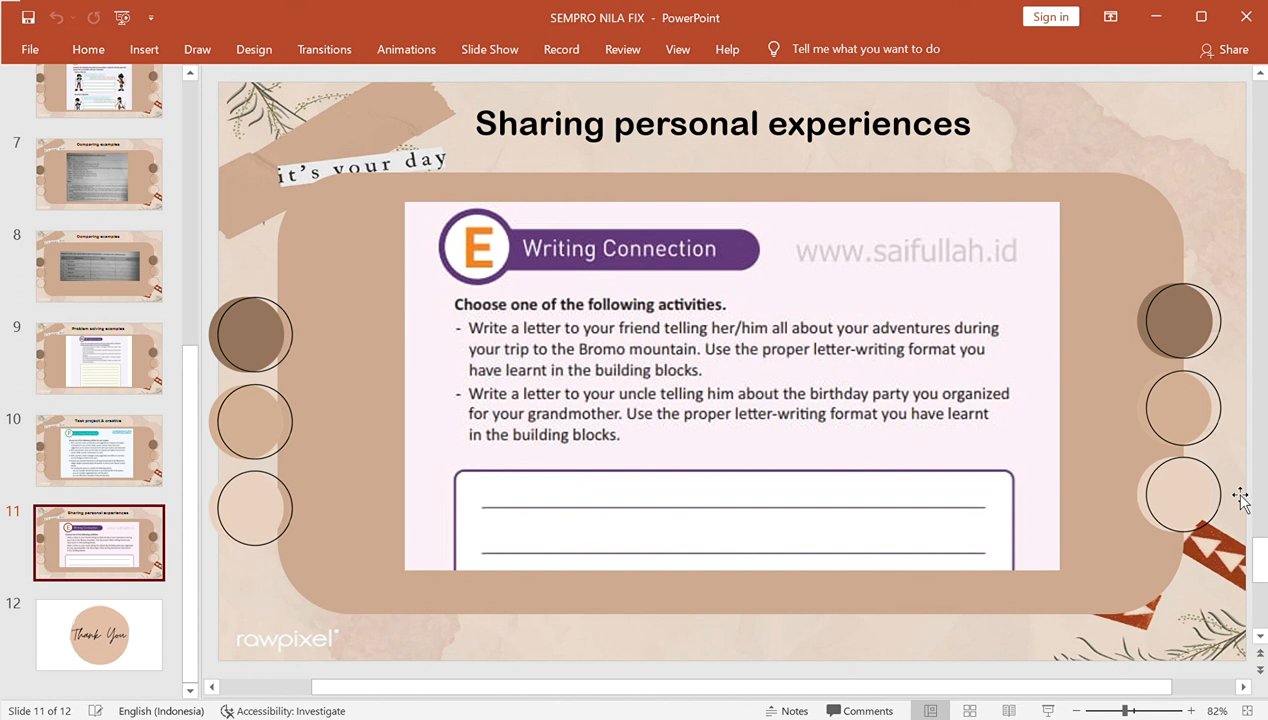 SEMPRO NILA FIX - PowerPoint
Sign in
File Home Insert Draw Design Transitions Animations Slide Show Record Review View Help Tell me what you want to do Share
7
Comparing examples
8
Comparing examples
9
Problem solving examples
10
Task project & creative
11
Sharing personal experiences
12
Thank You
Sharing personal experiences
it's your day
E Writing Connection www.saifullah.id
Choose one of the following activities.
- Write a letter to your friend telling her/him all about your adventures during
your trip to the Bromo mountain. Use the proper letter-writing format you
have learnt in the building blocks.
- Write a letter to your uncle telling him about the birthday party you organized
for your grandmother. Use the proper letter-writing format you have learnt
in the building blocks.
rawpixel
Slide 11 of 12 English (Indonesia) Accessibility: Investigate Notes Comments 82%